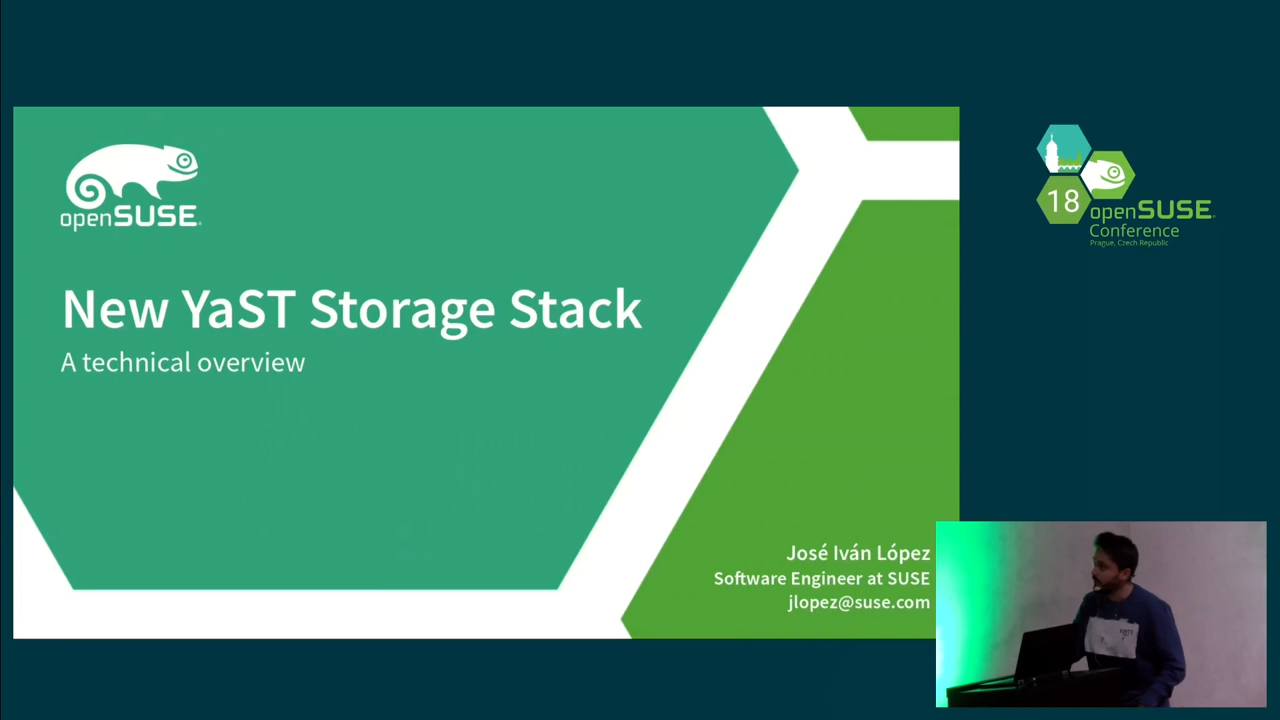 openSUSE
New YaST Storage Stack
A technical overview
José Iván López
Software Engineer at SUSE
jlopez@suse.com
18
openSUSE
Conference
Prague, Czech Republic